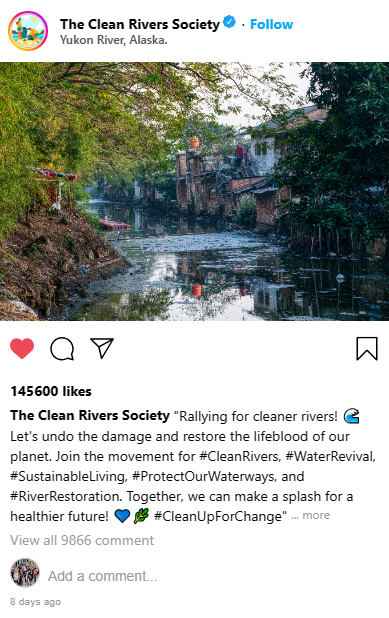 The Clean Rivers Society · Follow
Yukon River, Alaska.
145600 likes
The Clean Rivers Society "Rallying for cleaner rivers! 🌊
Let's undo the damage and restore the lifeblood of our
planet. Join the movement for #CleanRivers, #WaterRevival,
#SustainableLiving, #ProtectOurWaterways, and
#RiverRestoration. Together, we can make a splash for a
healthier future! 💙🌿 #CleanUpForChange" ... more
View all 9866 comment
Add a comment...
8 days ago